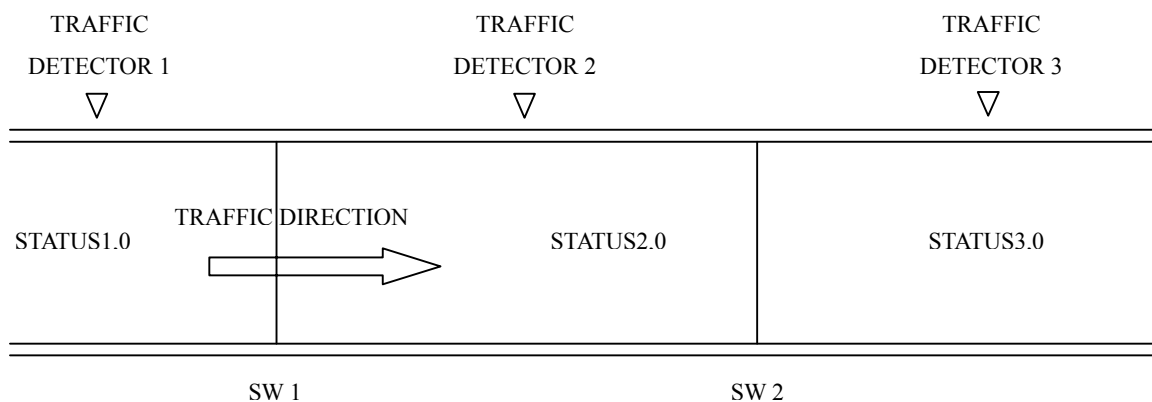 TRAFFIC
DETECTOR 1
TRAFFIC
DETECTOR 2
TRAFFIC
DETECTOR 3
TRAFFIC DIRECTION
STATUS1.0
STATUS2.0
STATUS3.0
SW 1
SW 2